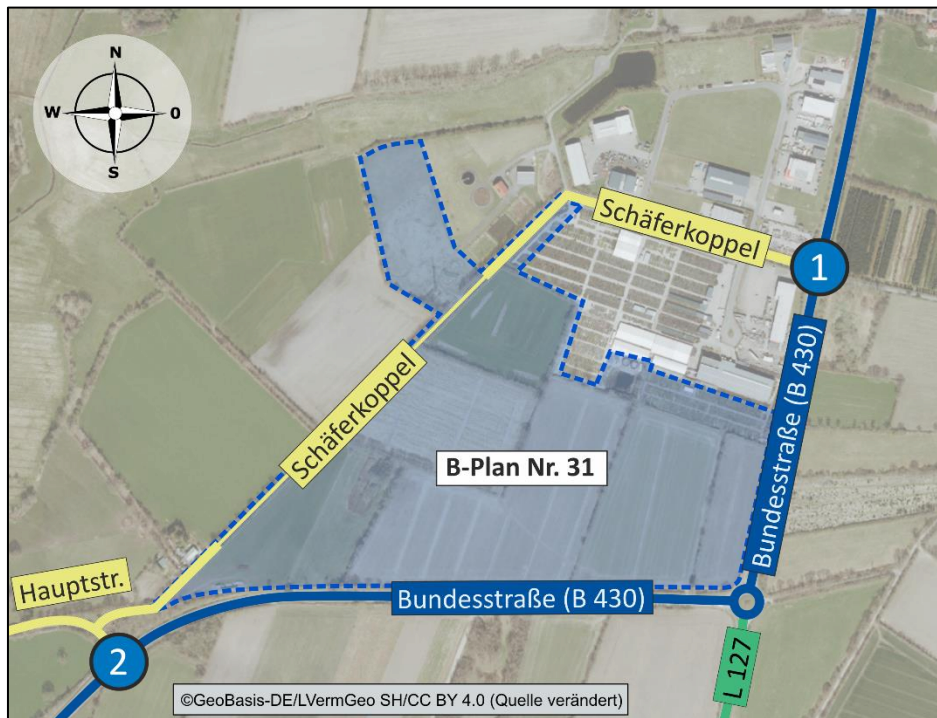 N
W
0
S
Schäferkoppel
1
Bundesstraße (B 430)
Schäferkoppel
B-Plan Nr. 31
Hauptstr.
Bundesstraße (B 430)
2
L 127
©GeoBasis-DE/LVermGeo SH/CC BY 4.0 (Quelle verändert)